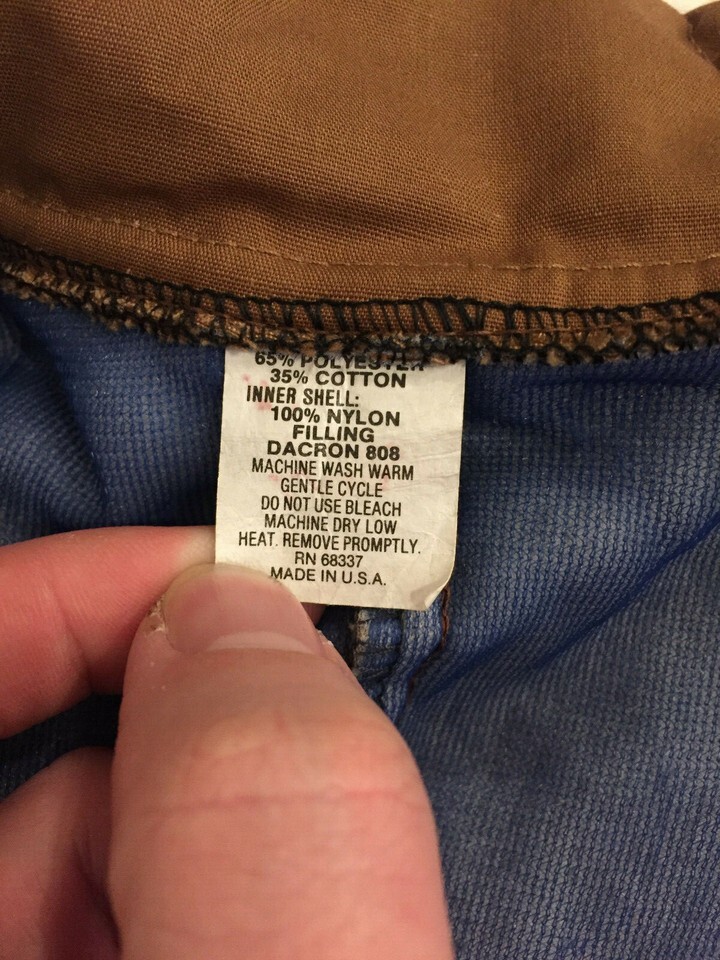 65% POLYESTER
35% COTTON
INNER SHELL:
100% NYLON
FILLING
DACRON 808
MACHINE WASH WARM
GENTLE CYCLE
DO NOT USE BLEACH
MACHINE DRY LOW
HEAT. REMOVE PROMPTLY.
RN 68337
MADE IN U.S.A.